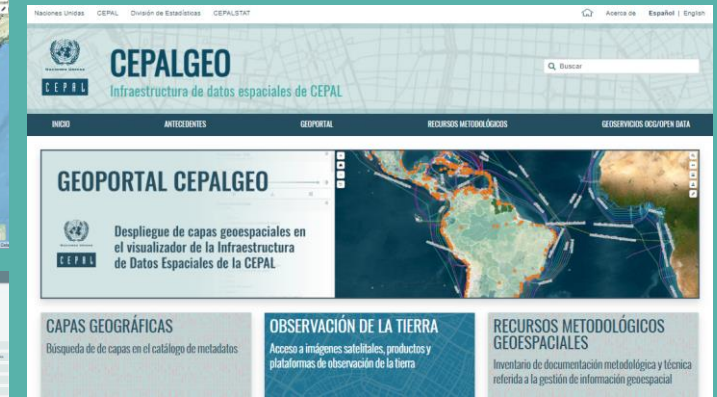 Naciones Unidas CEPAL División de Estadísticas CEPALSTAT
Acerca de Español | English
NACIONES UNIDAS
CEPAL
CEPALGEO
Infraestructura de datos espaciales de CEPAL
Buscar
INICIO ANTECEDENTES GEOPORTAL RECURSOS METODOLÓGICOS GEOSERVICIOS OCG/OPEN DATA
GEOPORTAL CEPALGEO
CEPAL
Despliegue de capas geoespaciales en
el visualizador de la Infraestructura
de Datos Espaciales de la CEPAL
CAPAS GEOGRÁFICAS
Búsqueda de de capas en el catálogo de metadatos
OBSERVACIÓN DE LA TIERRA
Acceso a imágenes satelitales, productos y
plataformas de observación de la tierra
RECURSOS METODOLÓGICOS
GEOESPACIALES
Inventario de documentación metodológica y técnica
referida a la gestión de información geoespacial